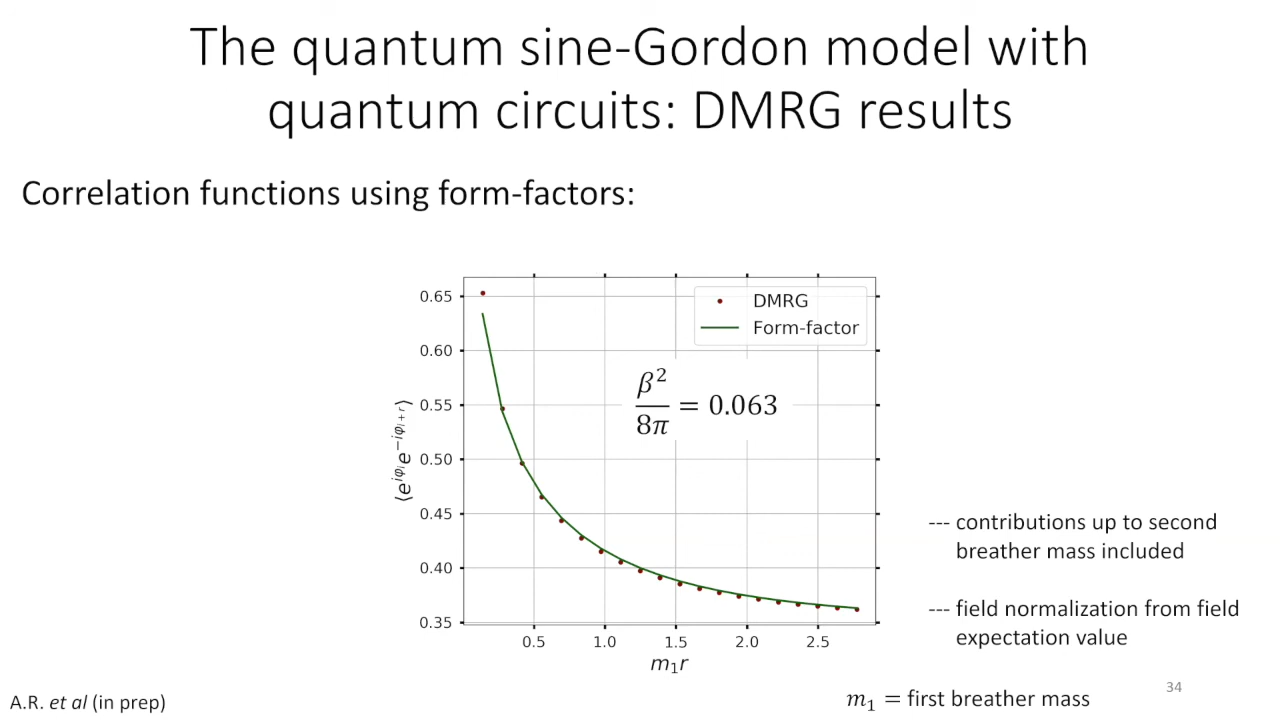 The quantum sine-Gordon model with
quantum circuits: DMRG results
Correlation functions using form-factors:
0.65
0.60
0.55
0.50
0.45
0.40
0.35
⟨e^{iφ_i}e^{−iφ_{i+r}}⟩
DMRG
Form-factor
β²/8π = 0.063
0.5 1.0 1.5 2.0 2.5
m₁r
--- contributions up to second
breather mass included
--- field normalization from field
expectation value
m₁ = first breather mass
34
A.R. et al (in prep)